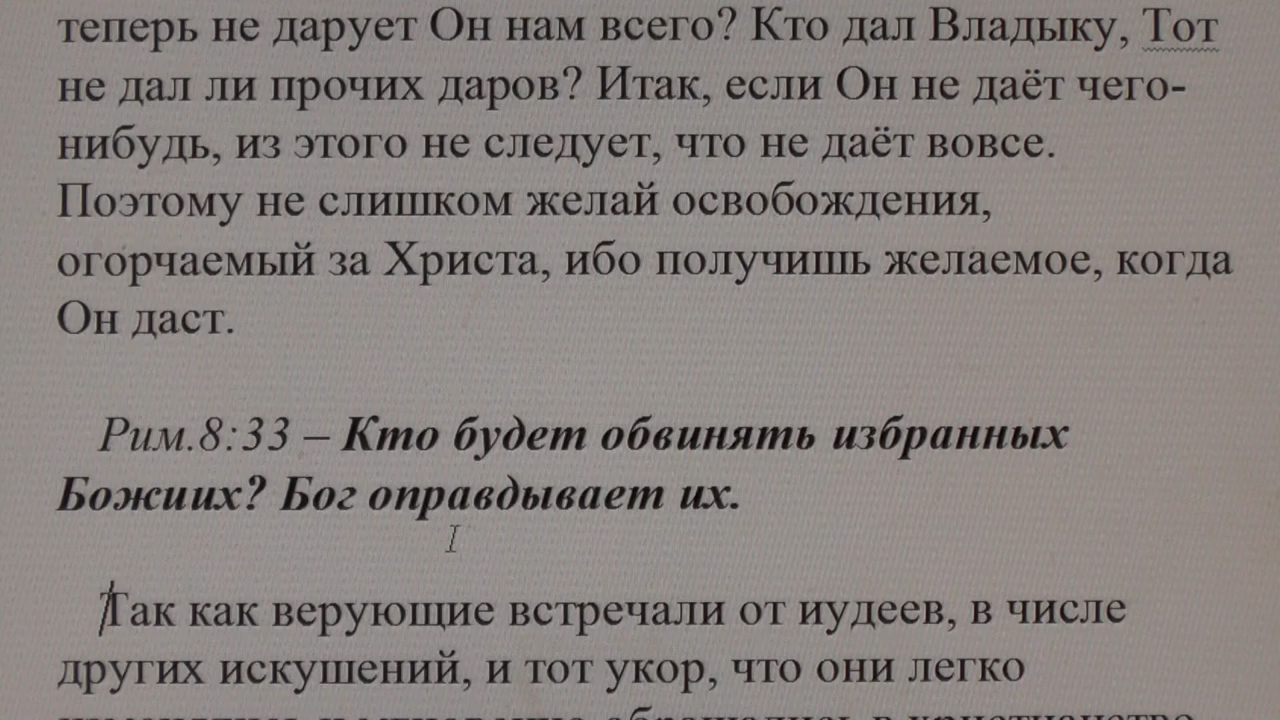 теперь не дарует Он нам всего? Кто дал Владыку, Тот
не дал ли прочих даров? Итак, если Он не даёт чего-
нибудь, из этого не следует, что не даёт вовсе.
Поэтому не слишком желай освобождения,
огорчаемый за Христа, ибо получишь желаемое, когда
Он даст.
Рим.8:33 – Кто будет обвинять избранных
Божиих? Бог оправдывает их.
Так как верующие встречали от иудеев, в числе
других искушений, и тот укор, что они легко